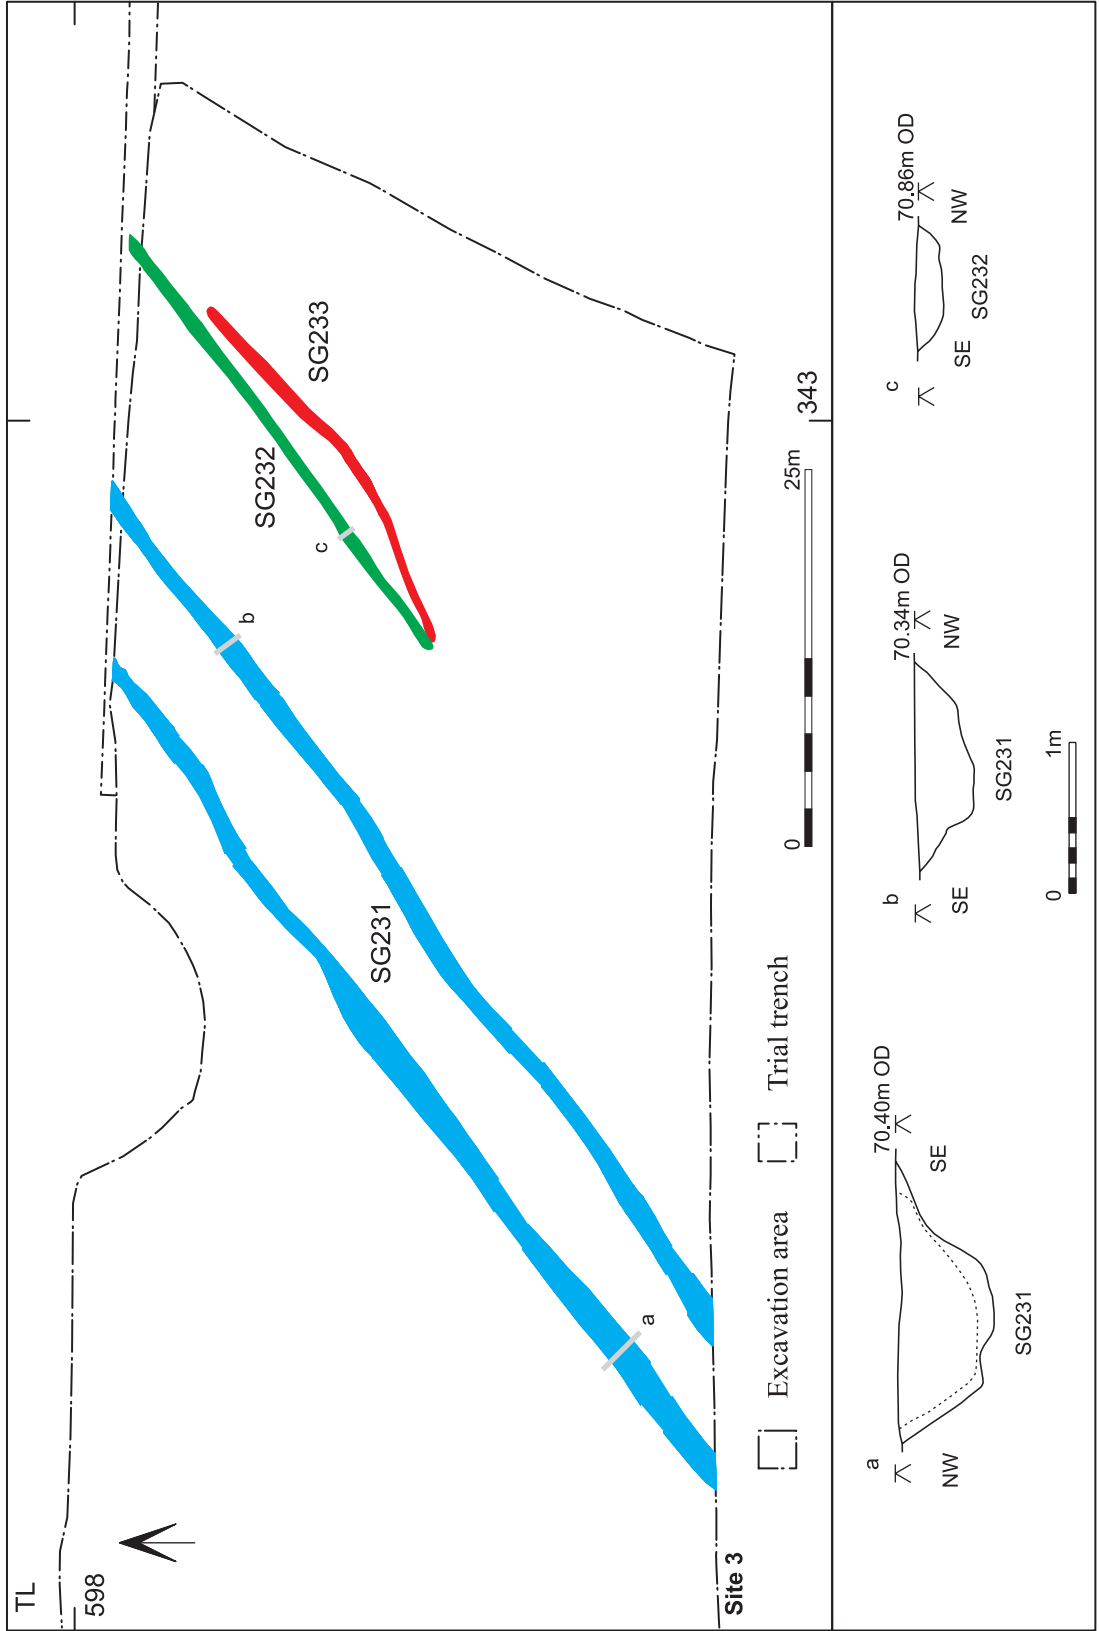 TL
598
SG231
SG232
SG233
a
b
c
Site 3
Excavation area
Trial trench
0
25m
343
a
70.40m OD
NW
SE
SG231
b
70.34m OD
SE
NW
SG231
0
1m
c
70.86m OD
SE
NW
SG232